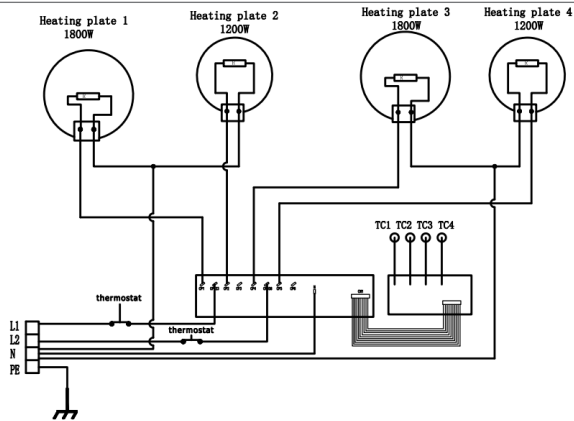 Heating plate 1
1800W
Heating plate 2
1200W
Heating plate 3
1800W
Heating plate 4
1200W
TC1 TC2 TC3 TC4
thermostat
thermostat
L1
L2
N
PE